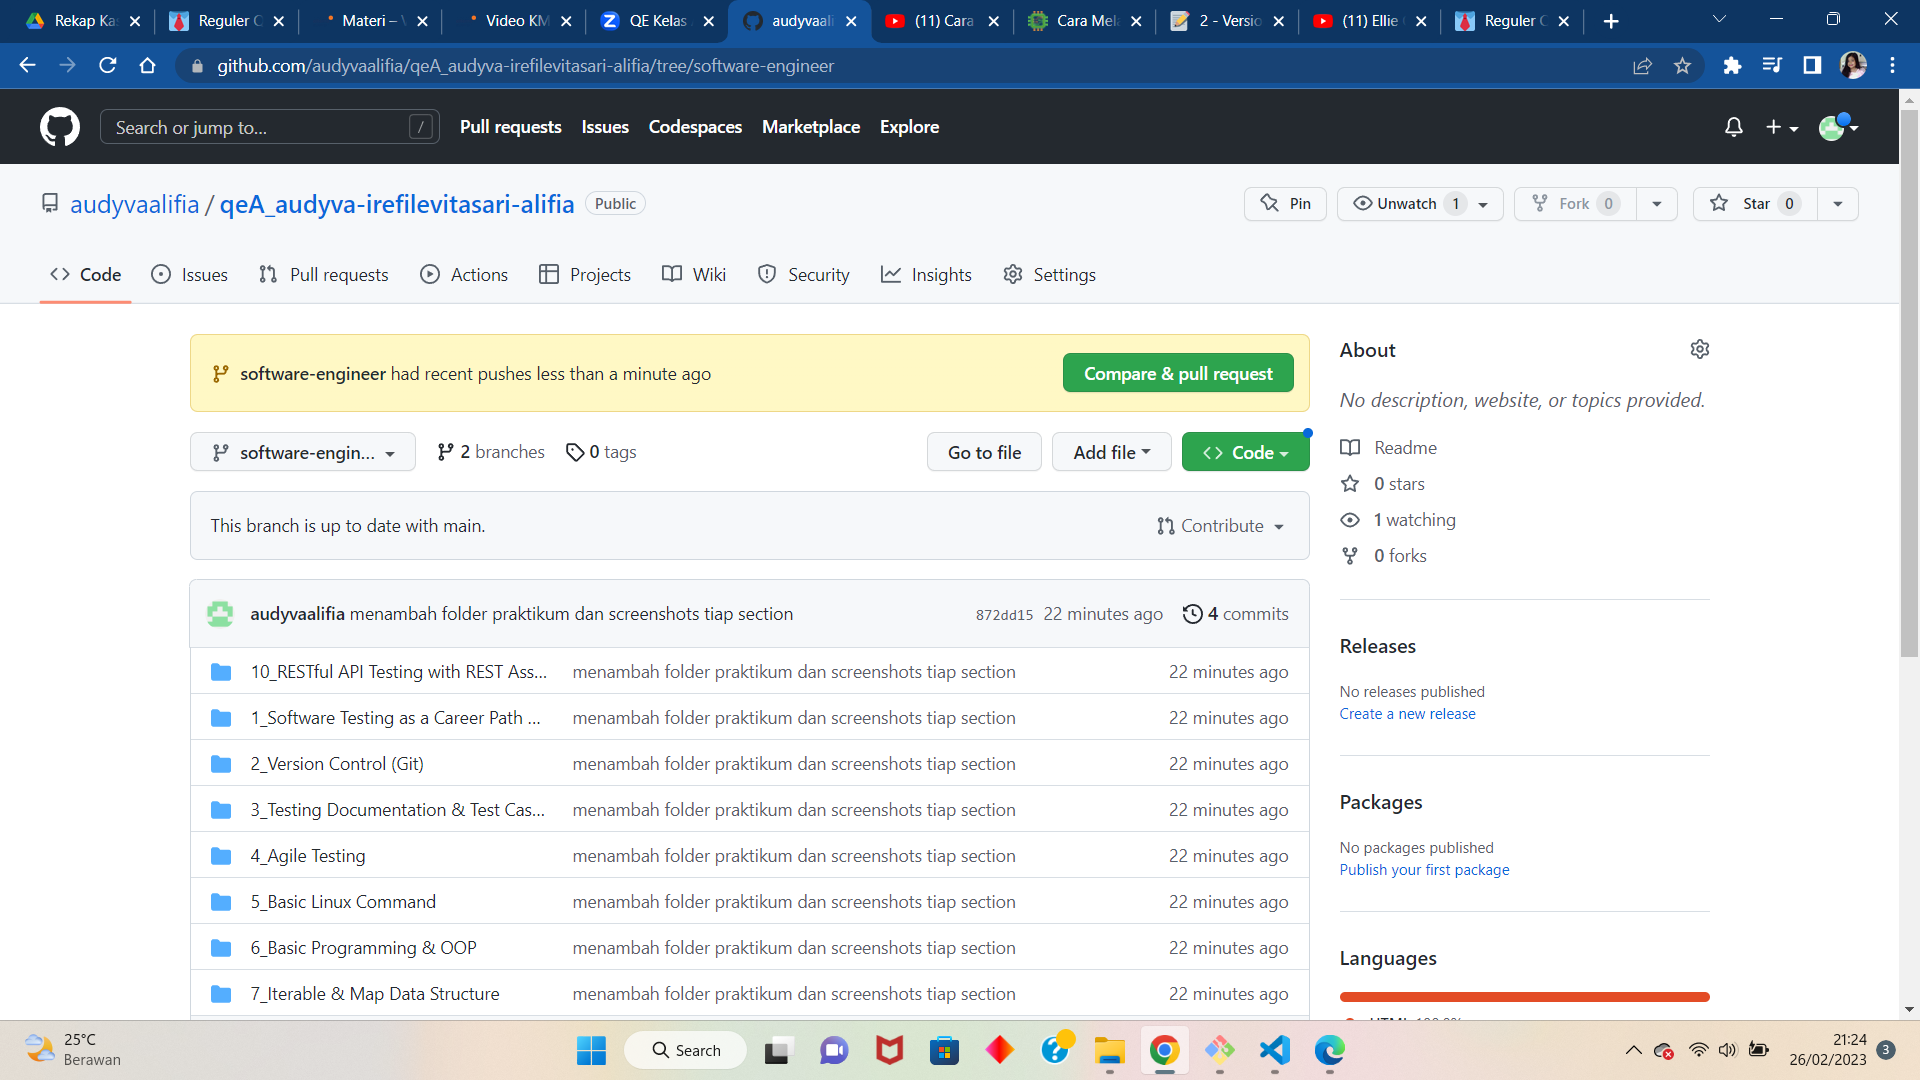 Rekap Kas
Reguler C
Materi –
Video KM
QE Kelas
audyvaali
(11) Cara
Cara Mel
2 - Versio
(11) Ellie
Reguler C
github.com/audyvaalifia/qeA_audyva-irefilevitasari-alifia/tree/software-engineer
Search or jump to... /
Pull requests Issues Codespaces Marketplace Explore
audyvaalifia / qeA_audyva-irefilevitasari-alifia Public
Pin Unwatch 1 Fork 0 Star 0
Code Issues Pull requests Actions Projects Wiki Security Insights Settings
software-engineer had recent pushes less than a minute ago
Compare & pull request
software-engin... 2 branches 0 tags
Go to file Add file Code
This branch is up to date with main.
Contribute
audyvaalifia menambah folder praktikum dan screenshots tiap section 872dd15 22 minutes ago 4 commits
10_RESTful API Testing with REST Ass... menambah folder praktikum dan screenshots tiap section 22 minutes ago
1_Software Testing as a Career Path ... menambah folder praktikum dan screenshots tiap section 22 minutes ago
2_Version Control (Git) menambah folder praktikum dan screenshots tiap section 22 minutes ago
3_Testing Documentation & Test Cas... menambah folder praktikum dan screenshots tiap section 22 minutes ago
4_Agile Testing menambah folder praktikum dan screenshots tiap section 22 minutes ago
5_Basic Linux Command menambah folder praktikum dan screenshots tiap section 22 minutes ago
6_Basic Programming & OOP menambah folder praktikum dan screenshots tiap section 22 minutes ago
7_Iterable & Map Data Structure menambah folder praktikum dan screenshots tiap section 22 minutes ago
About
No description, website, or topics provided.
Readme
0 stars
1 watching
0 forks
Releases
No releases published
Create a new release
Packages
No packages published
Publish your first package
Languages
25°C
Berawan
Search
21:24
26/02/2023
3